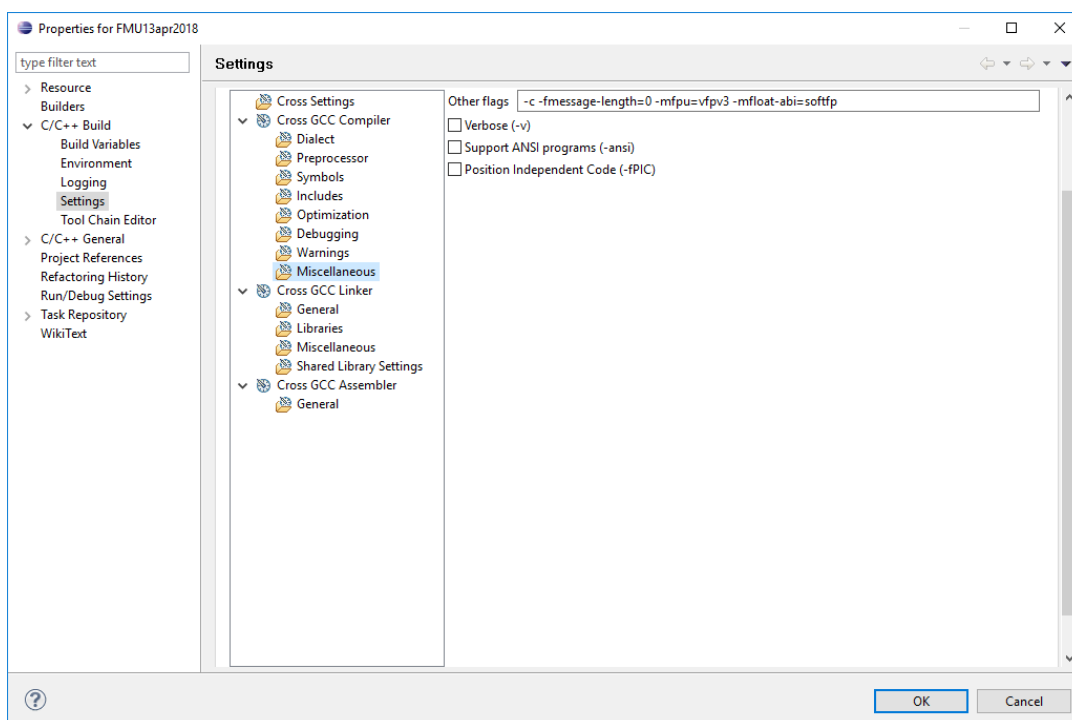 Properties for FMU13apr2018
type filter text
Resource
Builders
C/C++ Build
Build Variables
Environment
Logging
Settings
Tool Chain Editor
C/C++ General
Project References
Refactoring History
Run/Debug Settings
Task Repository
WikiText
Settings
Cross Settings
Cross GCC Compiler
Dialect
Preprocessor
Symbols
Includes
Optimization
Debugging
Warnings
Miscellaneous
Cross GCC Linker
General
Libraries
Miscellaneous
Shared Library Settings
Cross GCC Assembler
General
Other flags -c -fmessage-length=0 -mfpu=vfpv3 -mfloat-abi=softfp
Verbose (-v)
Support ANSI programs (-ansi)
Position Independent Code (-fPIC)
?
OK Cancel